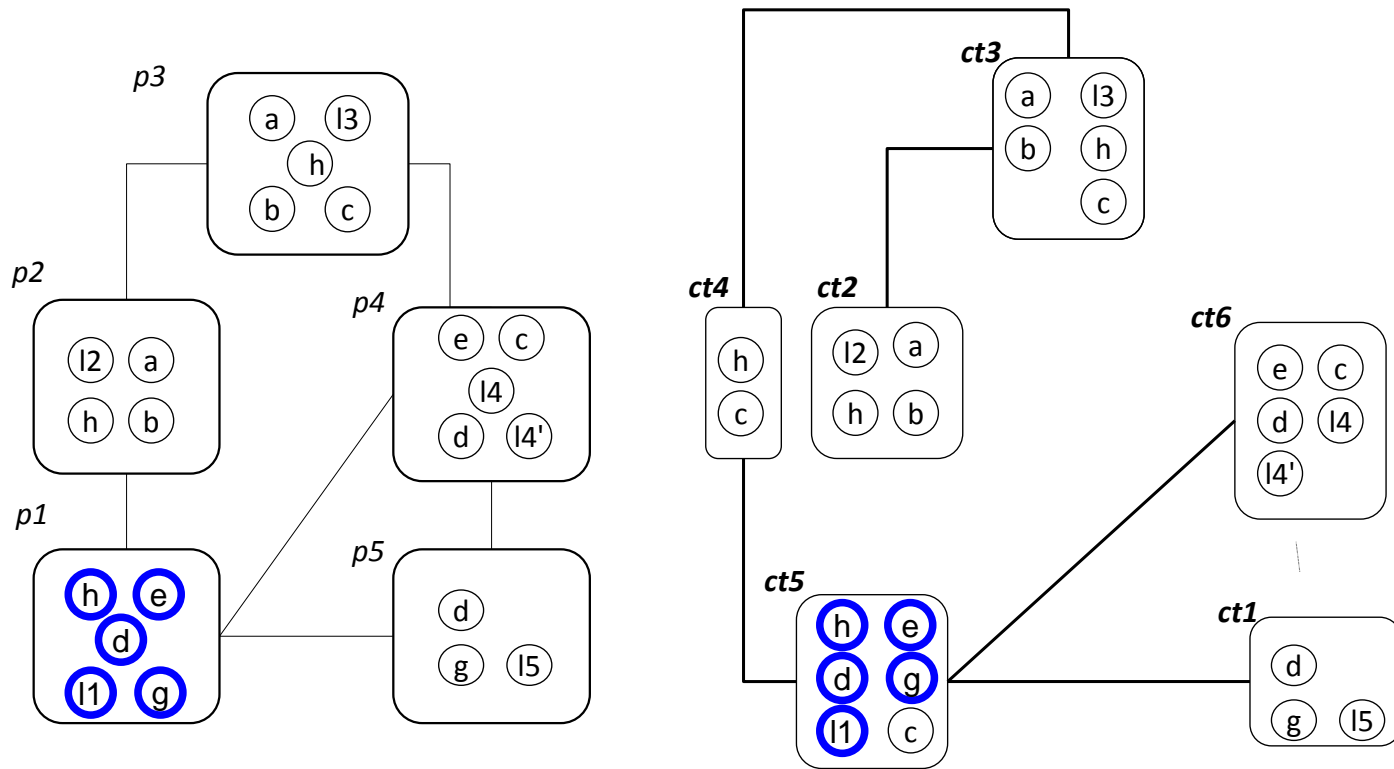 p3
a l3
h
b c
p2
l2 a
h b
p4
e c
l4
d l4'
p1
h e
d
l1 g
p5
d
g l5
ct3
a l3
b h
c
ct4
h
c
ct2
l2 a
h b
ct6
e c
d l4
l4'
ct5
h e
d g
l1 c
ct1
d
g l5